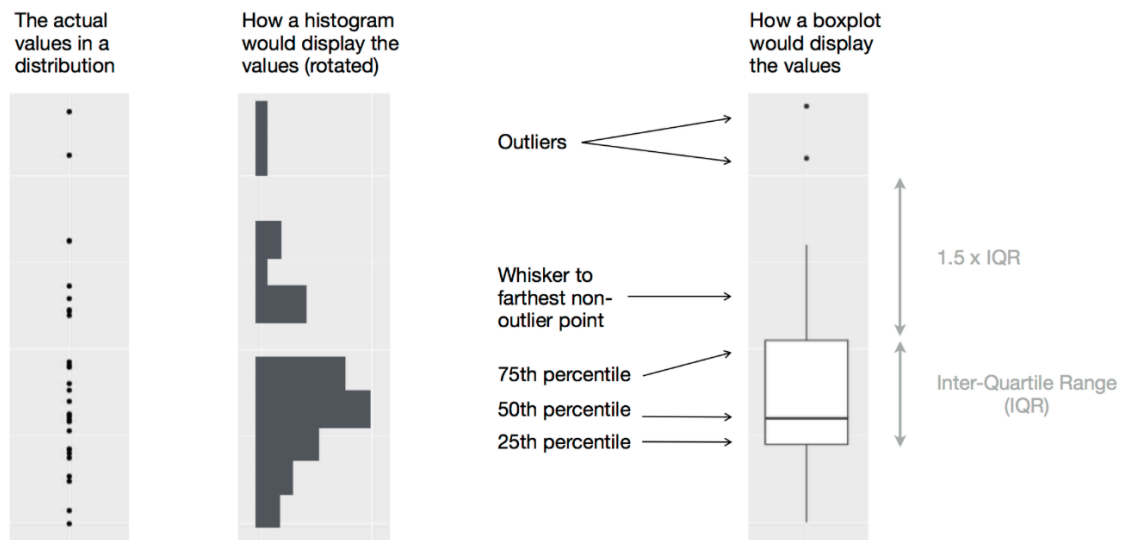 The actual
values in a
distribution
How a histogram
would display the
values (rotated)
How a boxplot
would display
the values
Outliers
1.5 x IQR
Whisker to
farthest non-
outlier point
75th percentile
50th percentile
25th percentile
Inter-Quartile Range
(IQR)